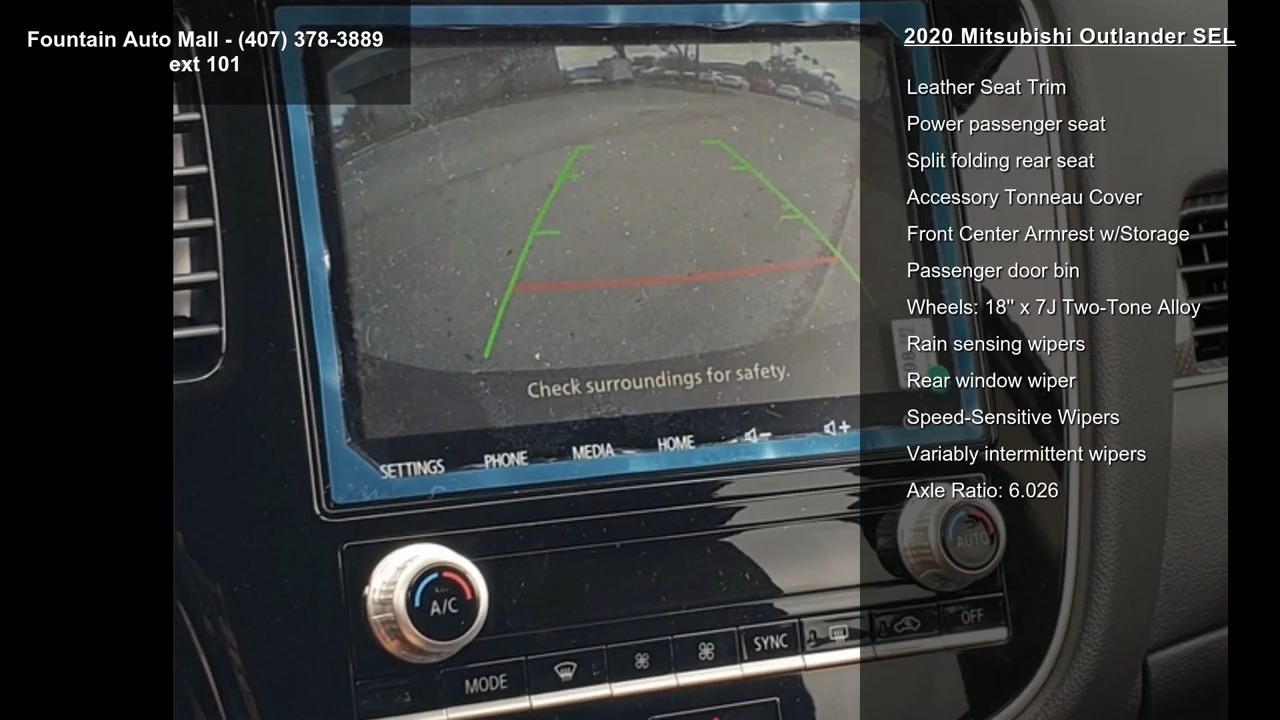 Fountain Auto Mall - (407) 378-3889
ext 101
2020 Mitsubishi Outlander SEL
Leather Seat Trim
Power passenger seat
Split folding rear seat
Accessory Tonneau Cover
Front Center Armrest w/Storage
Passenger door bin
Wheels: 18" x 7J Two-Tone Alloy
Rain sensing wipers
Rear window wiper
Speed-Sensitive Wipers
Variably intermittent wipers
Axle Ratio: 6.026
Check surroundings for safety.
SETTINGS PHONE MEDIA HOME
A/C
AUTO
MODE
SYNC
OFF